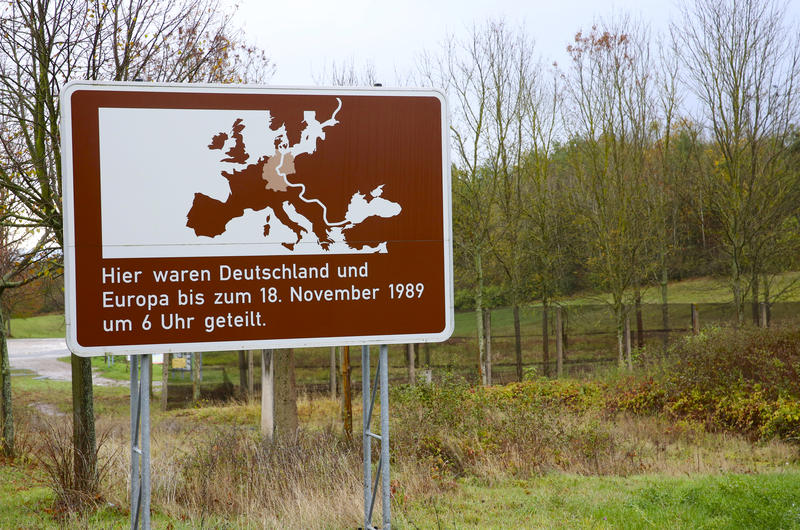 Hier waren Deutschland und
Europa bis zum 18. November 1989
um 6 Uhr geteilt.